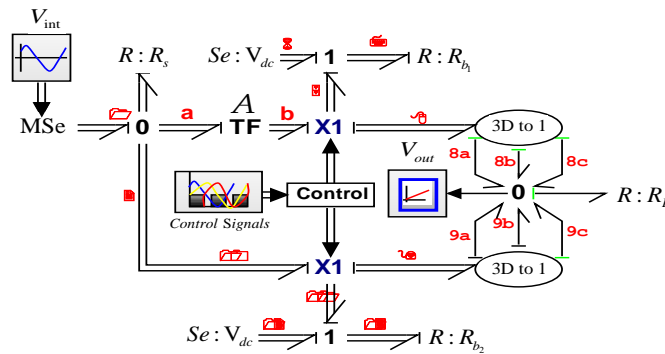 V_int
R : R_s
Se : V_dc
1
R : R_b1
MSe
0
a
A
TF
b
X1
3D to 1
V_out
8a
8b
8c
Control Signals
Control
0
9a
9b
9c
X1
3D to 1
Se : V_dc
1
R : R_b2